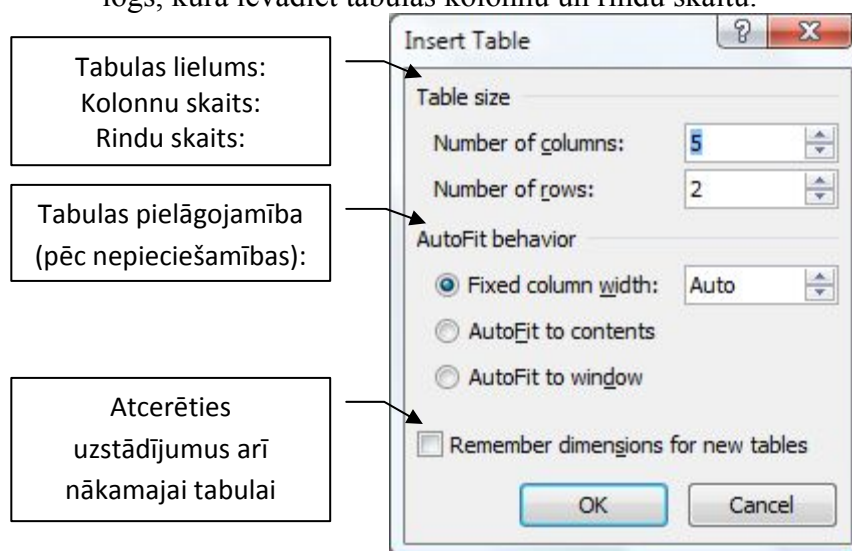 logs, kurā ievadiet tabulas kolonnu un rindu skaitu.
Tabulas lielums:
Kolonnu skaits:
Rindu skaits:
Tabulas pielāgojamība
(pēc nepieciešamības):
Atcerēties
uzstādījumus arī
nākamajai tabulai
Insert Table
Table size
Number of columns: 5
Number of rows: 2
AutoFit behavior
Fixed column width: Auto
AutoFit to contents
AutoFit to window
Remember dimensions for new tables
OK Cancel